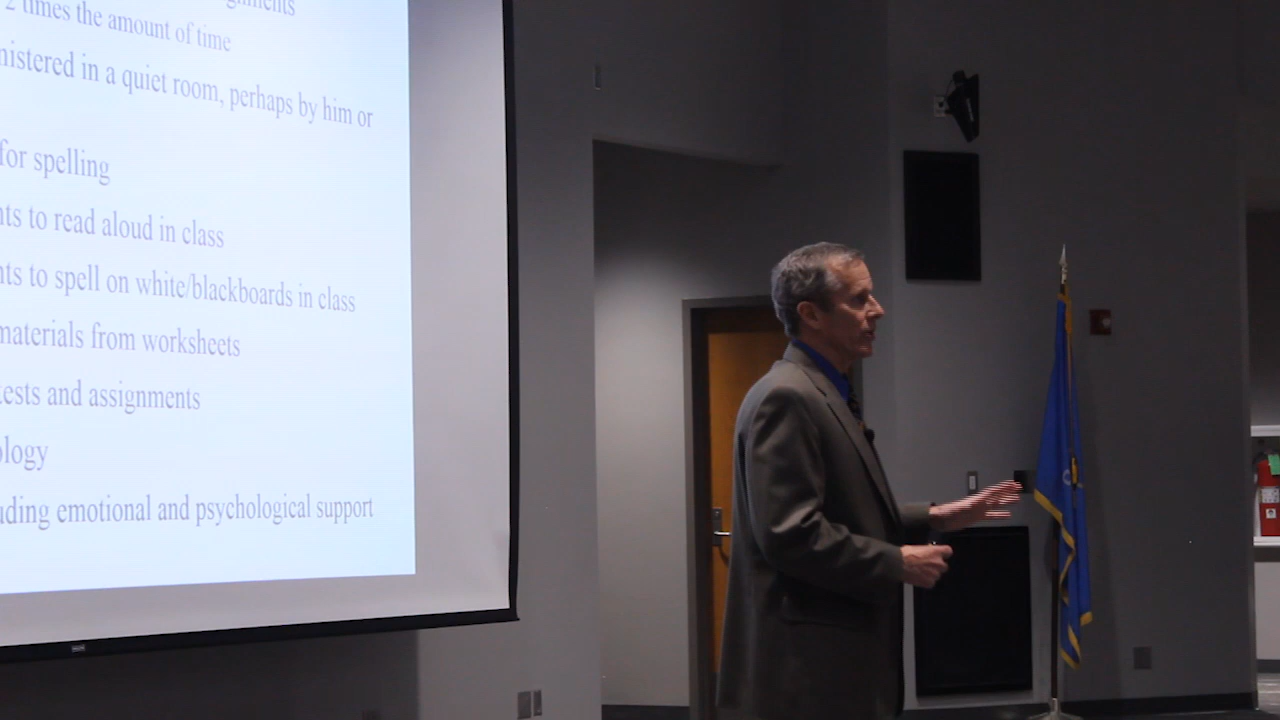 2 times the amount of time
nistered in a quiet room, perhaps by him or
for spelling
nts to read aloud in class
nts to spell on white/blackboards in class
materials from worksheets
tests and assignments
ology
uding emotional and psychological support